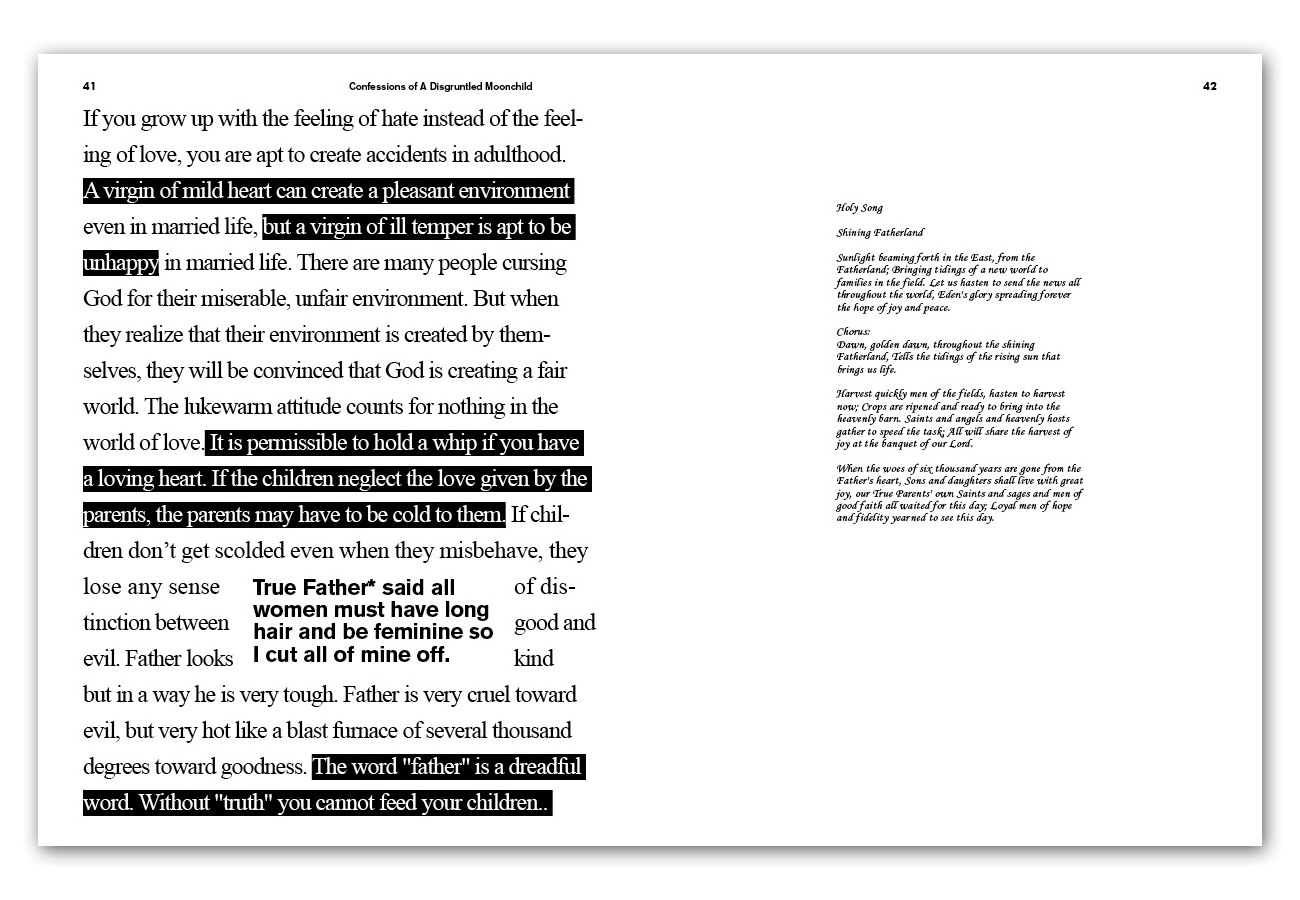 41
Confessions of A Disgruntled Moonchild
42
If you grow up with the feeling of hate instead of the feel-
ing of love, you are apt to create accidents in adulthood.
A virgin of mild heart can create a pleasant environment
even in married life, but a virgin of ill temper is apt to be
unhappy in married life. There are many people cursing
God for their miserable, unfair environment. But when
they realize that their environment is created by them-
selves, they will be convinced that God is creating a fair
world. The lukewarm attitude counts for nothing in the
world of love. It is permissible to hold a whip if you have
a loving heart. If the children neglect the love given by the
parents, the parents may have to be cold to them. If chil-
dren don’t get scolded even when they misbehave, they
lose any sense of dis-
tinction between good and
evil. Father looks kind
True Father* said all
women must have long
hair and be feminine so
I cut all of mine off.
but in a way he is very tough. Father is very cruel toward
evil, but very hot like a blast furnace of several thousand
degrees toward goodness. The word "father" is a dreadful
word. Without "truth" you cannot feed your children..
Holy Song
Shining Fatherland
Sunlight beaming forth in the East, from the
Fatherland; Bringing tidings of a new world to
families in the field. Let us hasten to send the news all
throughout the world, Eden's glory spreading forever
the hope of joy and peace.
Chorus:
Dawn, golden dawn, throughout the shining
Fatherland, Tells the tidings of the rising sun that
brings us life.
Harvest quickly men of the fields, hasten to harvest
now; Crops are ripened and ready to bring into the
heavenly barn. Saints and angels and heavenly hosts
gather to speed the task; All will share the harvest of
joy at the banquet of our Lord.
When the woes of six thousand years are gone from the
Father's heart, Sons and daughters shall live with great
joy, our True Parents' own Saints and sages and men of
good faith all waited for this day; Loyal men of hope
and fidelity yearned to see this day.